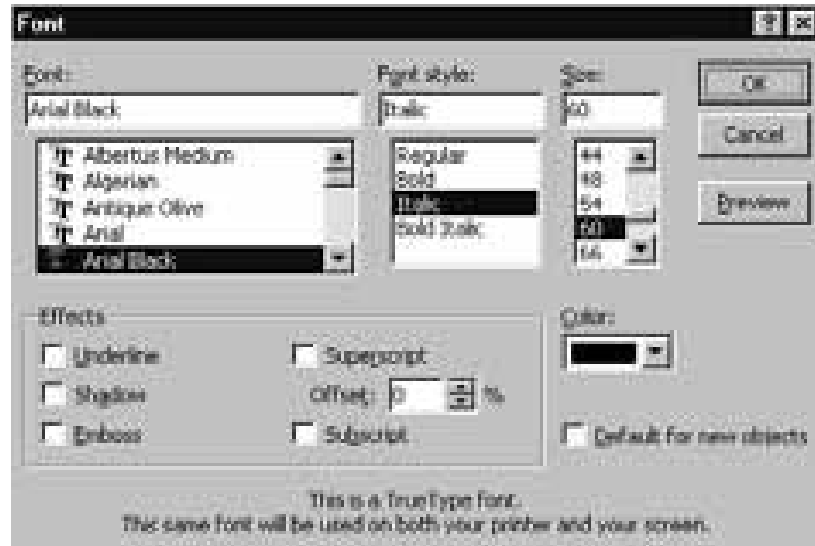 Font
Font: Font style: Size:
Arial Black Italic 60
OK
Cancel
Preview
Albertus Medium
Algerian
Antique Olive
Arial
Arial Black
Regular
Bold
Italic
Bold Italic
44
48
54
60
66
Effects
Underline
Shadow
Emboss
Superscript
Offset: 0 %
Subscript
Color:
Default for new objects
This is a TrueType font.
This same font will be used on both your printer and your screen.